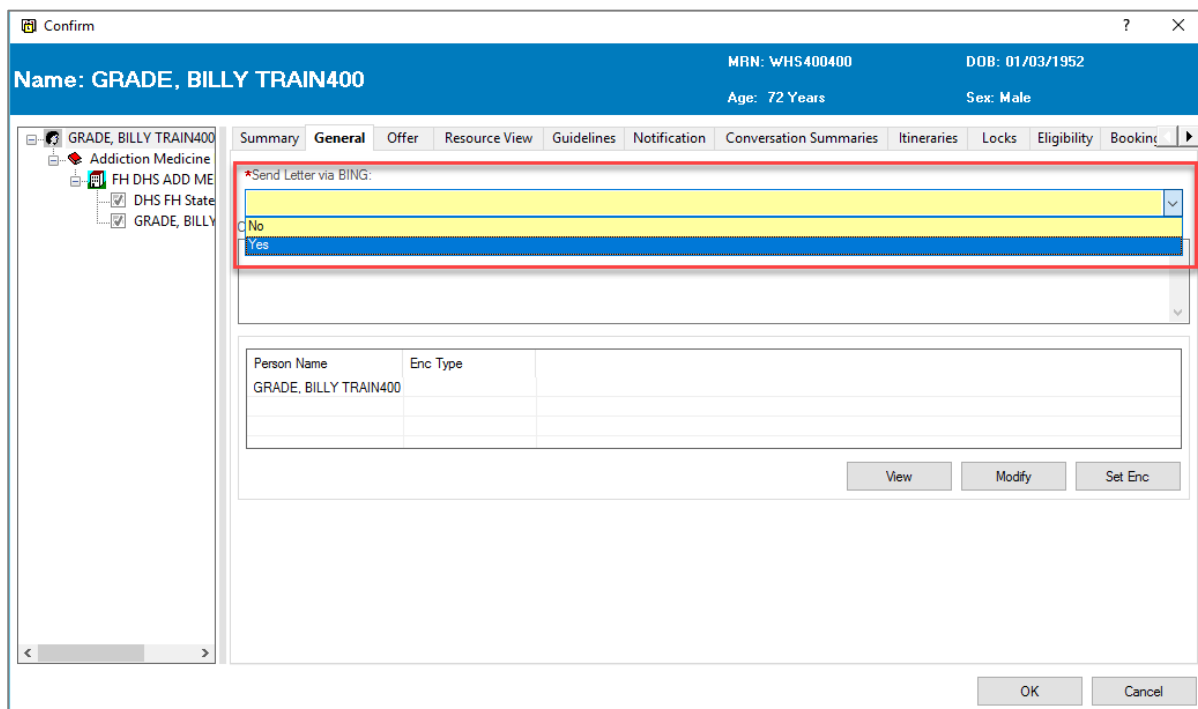 Confirm
?
Name: GRADE, BILLY TRAIN400
MRN: WHS400400
DOB: 01/03/1952
Age: 72 Years
Sex: Male
GRADE, BILLY TRAIN400
Addiction Medicine
FH DHS ADD ME
DHS FH State
GRADE, BILLY
Summary General Offer Resource View Guidelines Notification Conversation Summaries Itineraries Locks Eligibility Booking
*Send Letter via BING:
No
Yes
Person Name Enc Type
GRADE, BILLY TRAIN400
View Modify Set Enc
OK Cancel